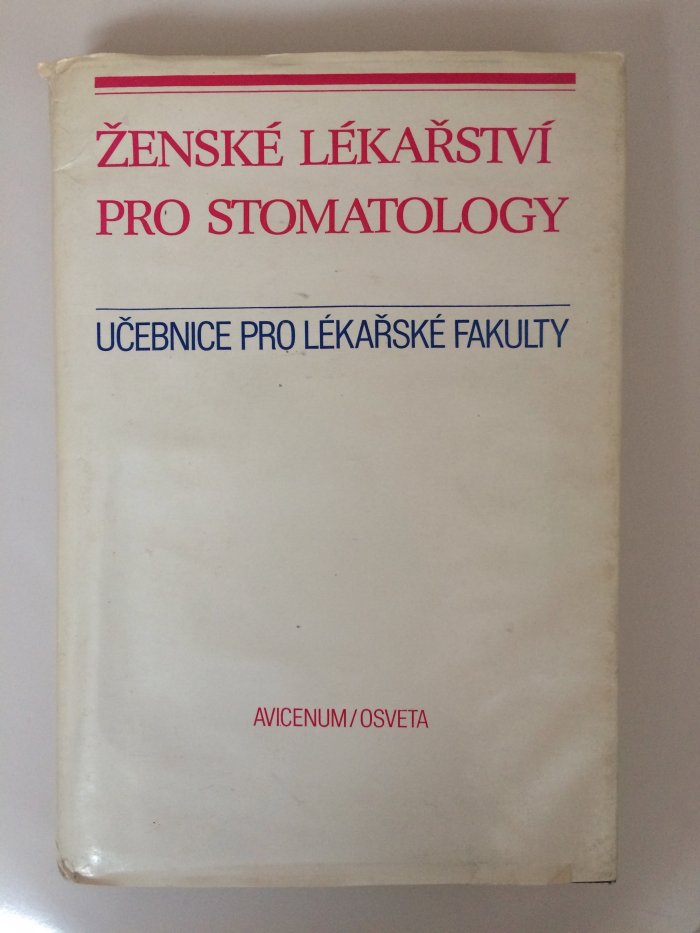 ŽENSKÉ LÉKAŘSTVÍ
PRO STOMATOLOGY
UČEBNICE PRO LÉKAŘSKÉ FAKULTY
AVICENUM/OSVETA